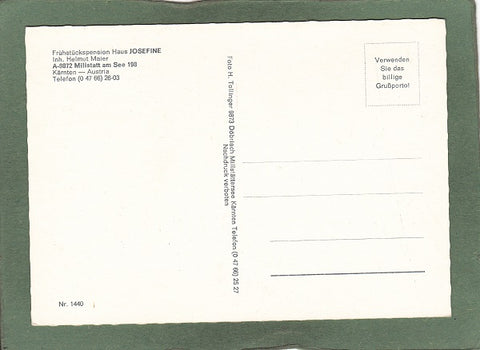 Frühstückspension Haus JOSEFINE
Inh. Helmut Maier
A-9872 Millstatt am See 198
Kärnten — Austria
Telefon (0 47 66) 26-03
Foto H. Tollinger 9873 Döbriach Millstättersee Kärnten Telefon (0 47 66) 25 27
Nachdruck verboten
Verwenden
Sie das
billige
Grußporto!
Nr. 1440